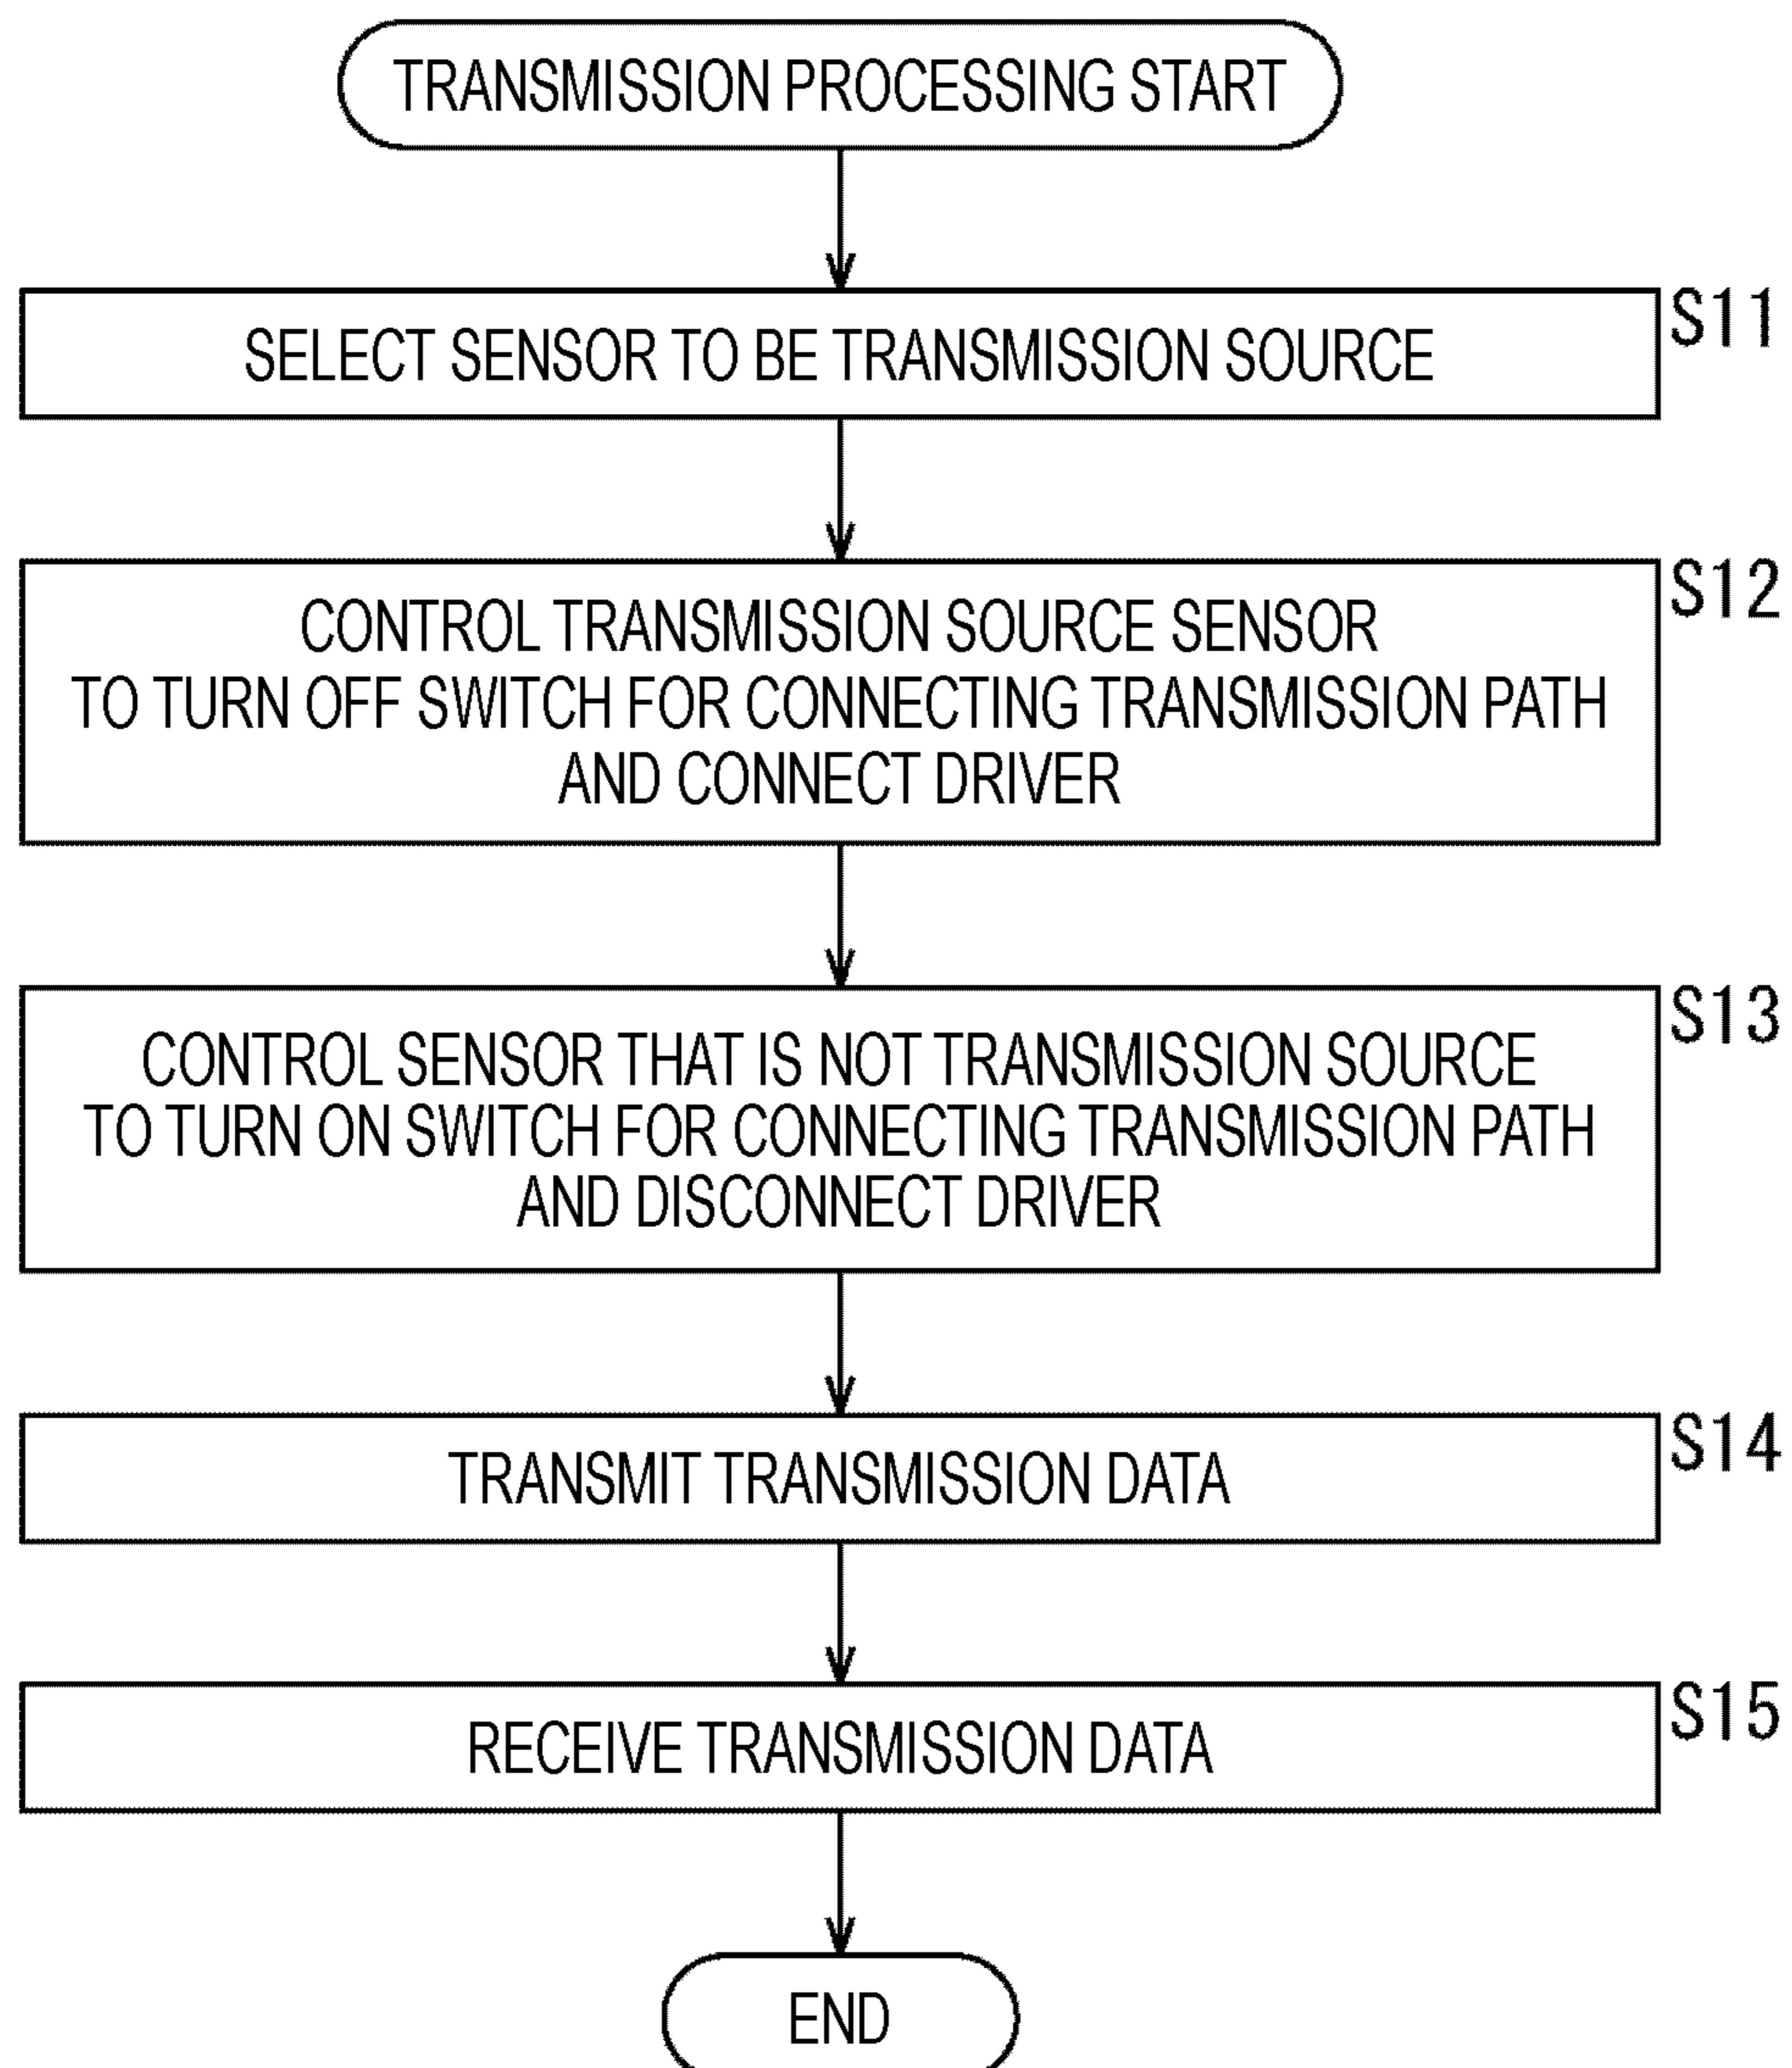 TRANSMISSION PROCESSING START
S11
SELECT SENSOR TO BE TRANSMISSION SOURCE
S12
CONTROL TRANSMISSION SOURCE SENSOR
TO TURN OFF SWITCH FOR CONNECTING TRANSMISSION PATH
AND CONNECT DRIVER
S13
CONTROL SENSOR THAT IS NOT TRANSMISSION SOURCE
TO TURN ON SWITCH FOR CONNECTING TRANSMISSION PATH
AND DISCONNECT DRIVER
S14
TRANSMIT TRANSMISSION DATA
S15
RECEIVE TRANSMISSION DATA
END